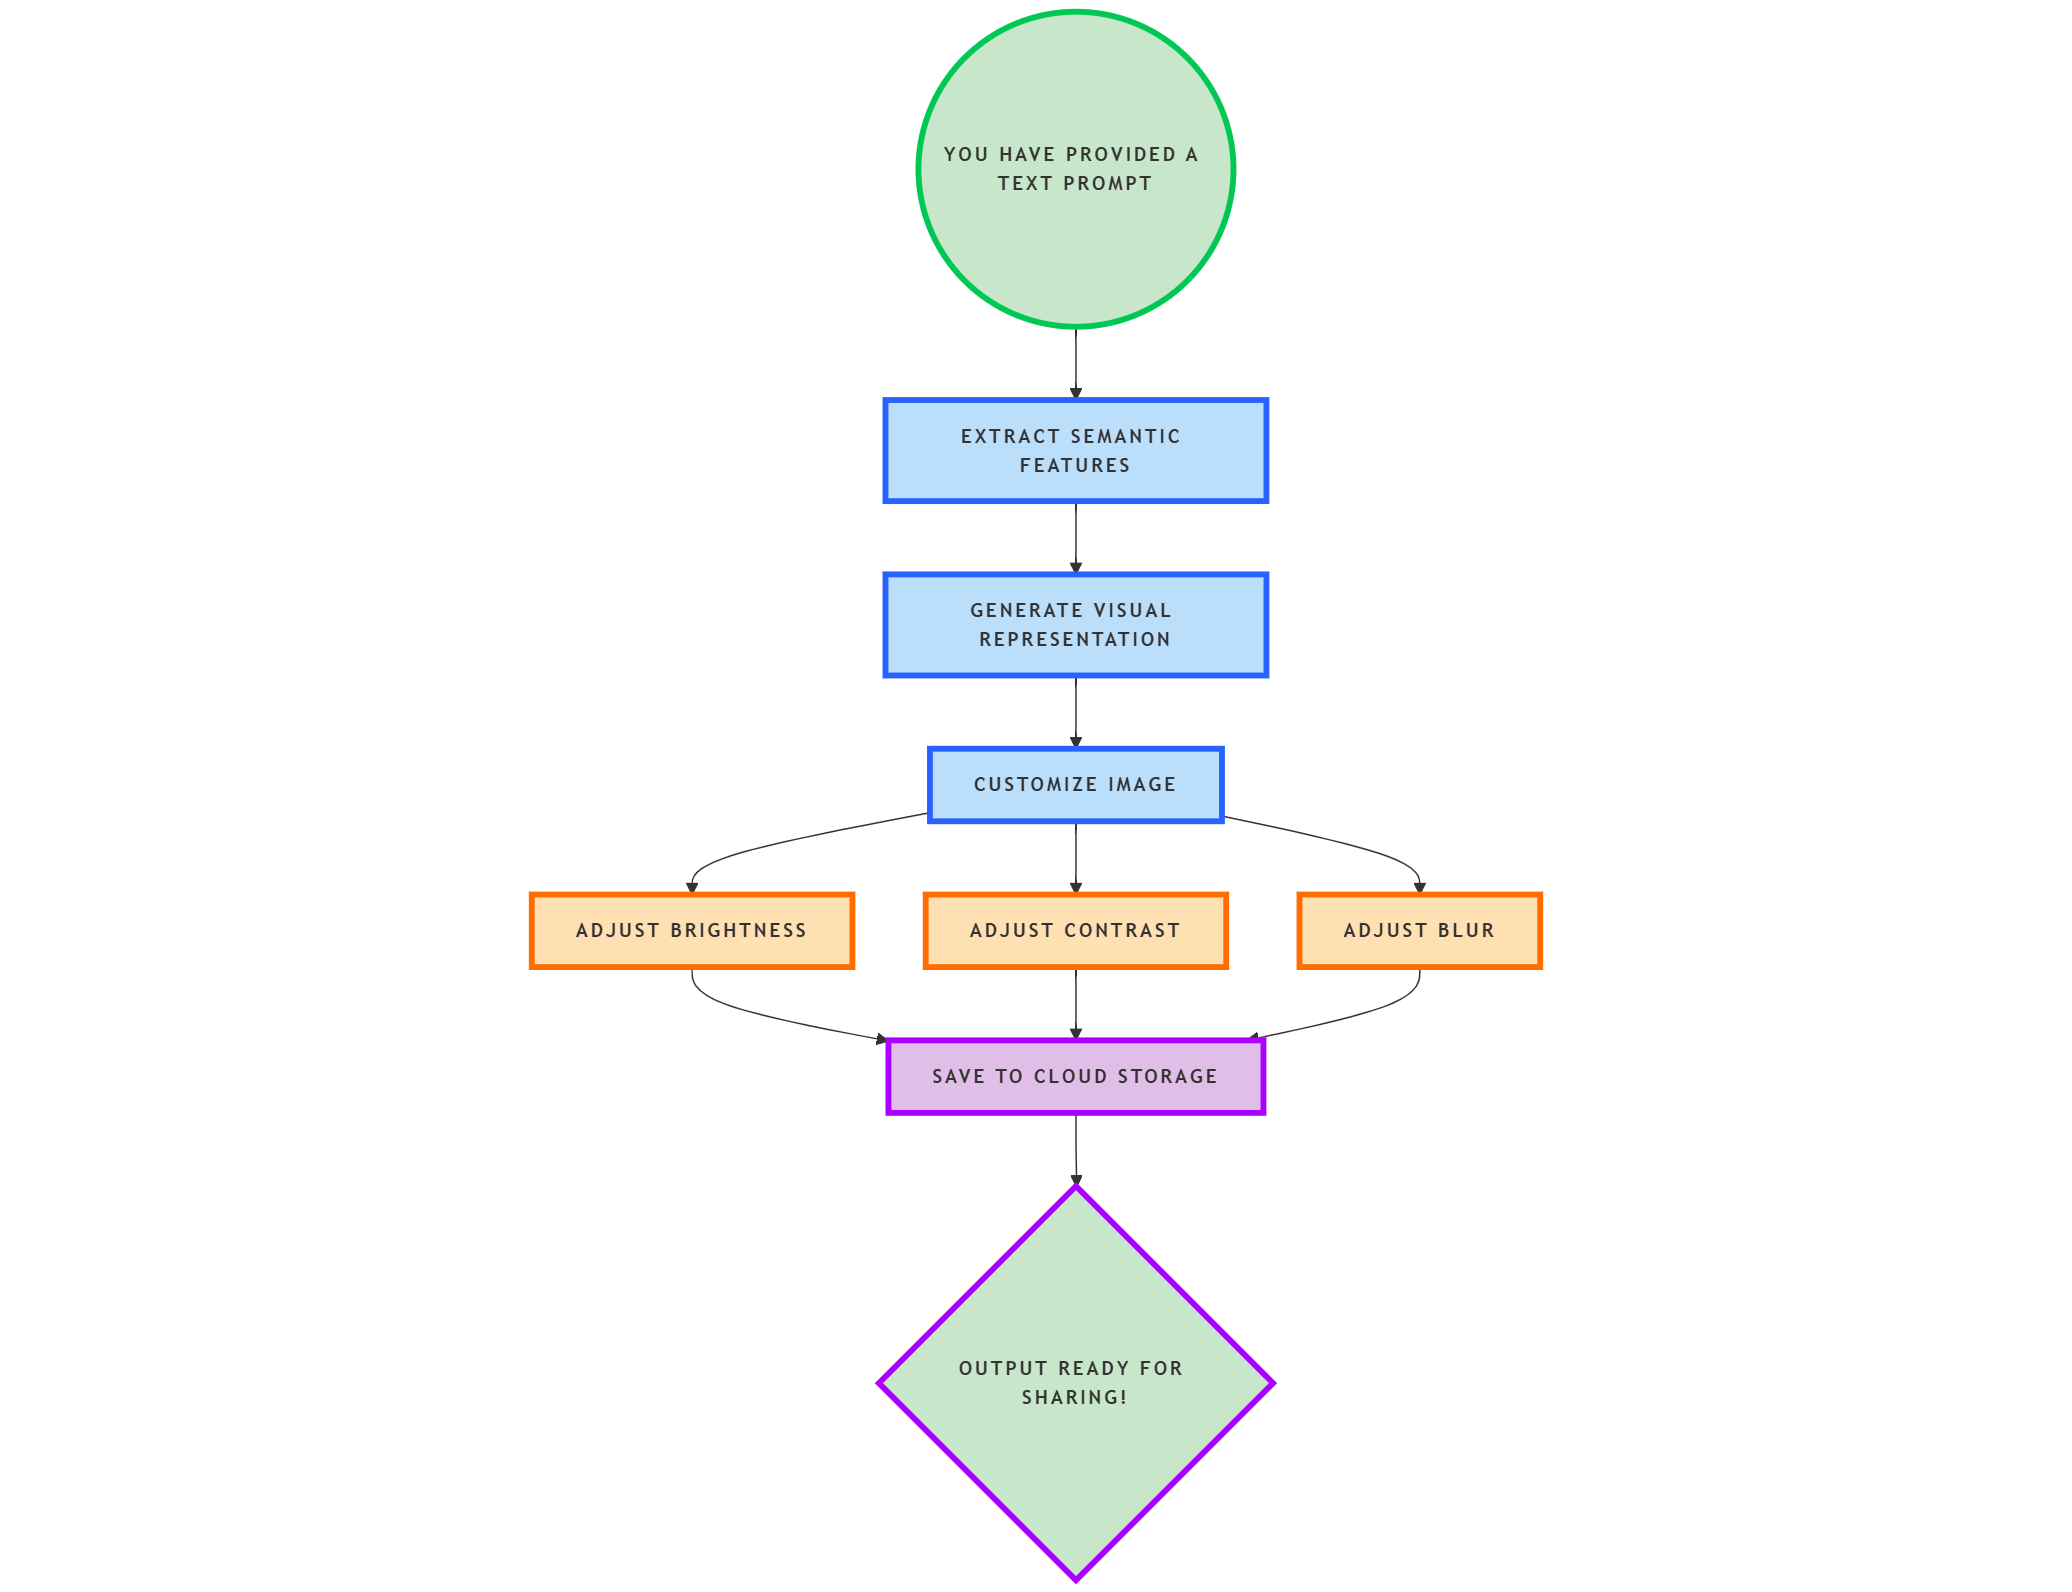 YOU HAVE PROVIDED A
TEXT PROMPT
EXTRACT SEMANTIC
FEATURES
GENERATE VISUAL
REPRESENTATION
CUSTOMIZE IMAGE
ADJUST BRIGHTNESS
ADJUST CONTRAST
ADJUST BLUR
SAVE TO CLOUD STORAGE
OUTPUT READY FOR
SHARING!